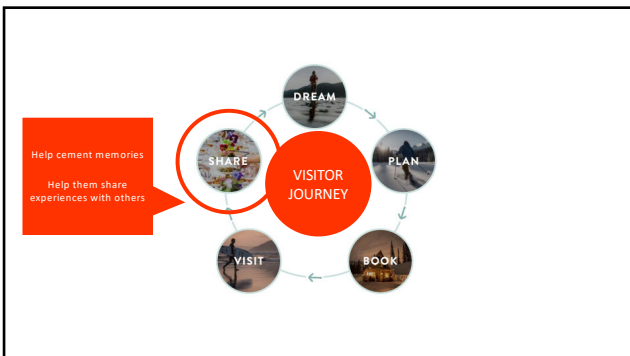 DREAM
Help cement memories
Help them share
experiences with others
SHARE
VISITOR
JOURNEY
PLAN
VISIT
BOOK